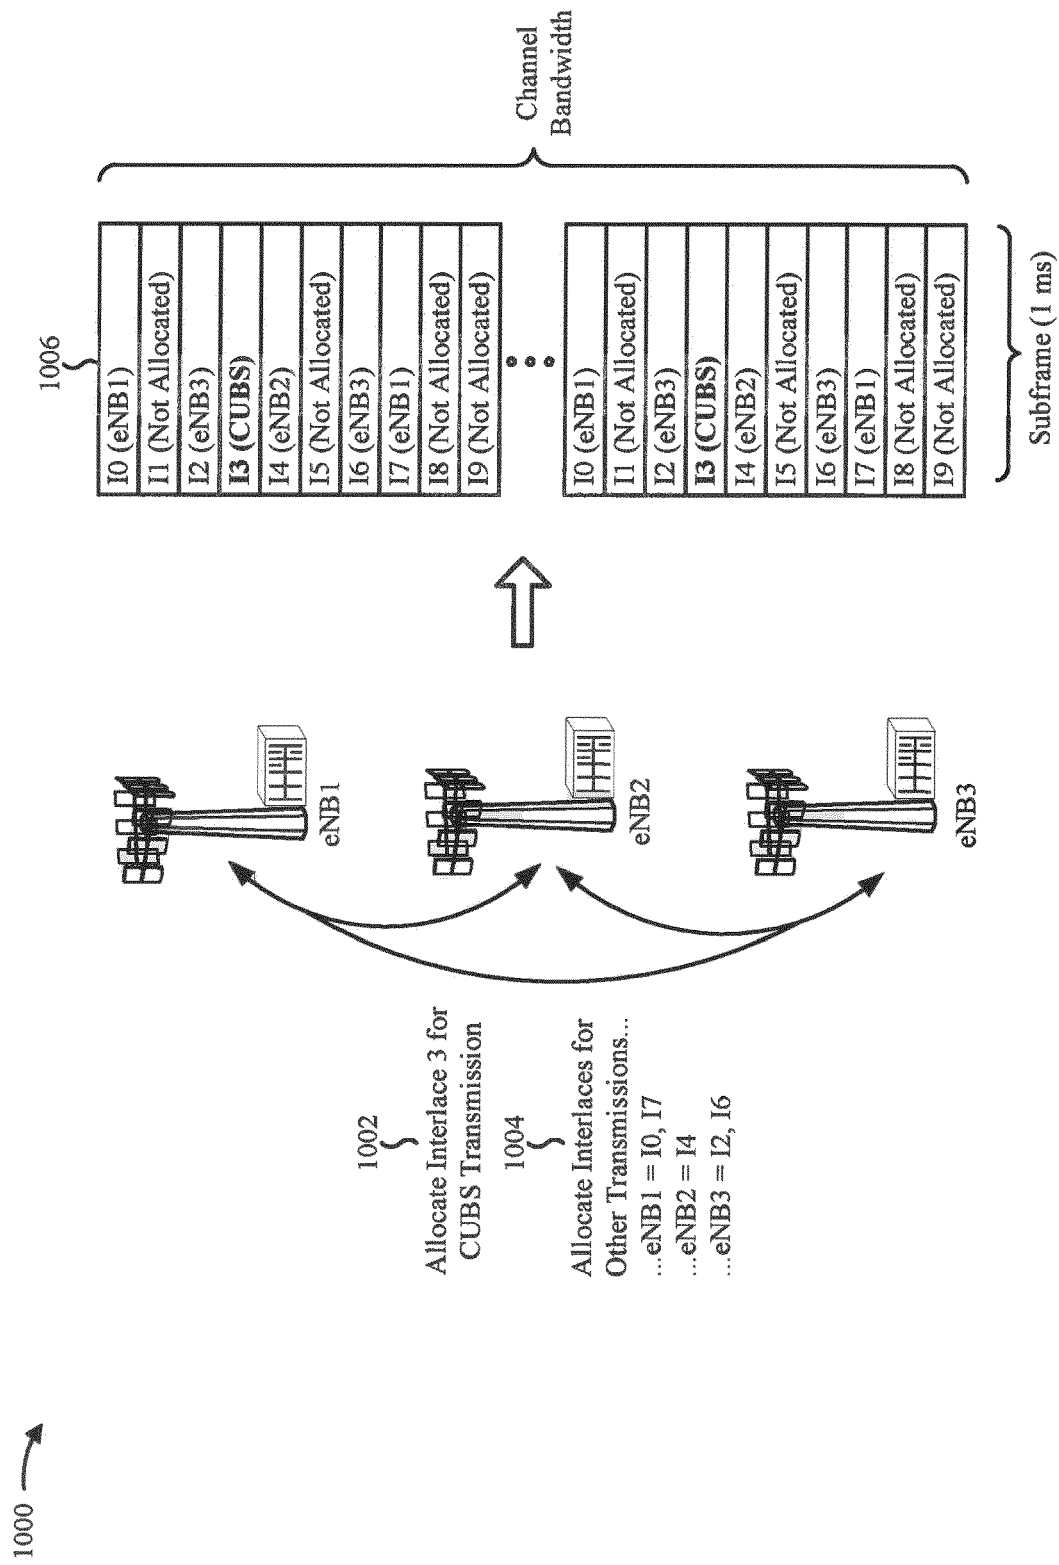 1000
1002
Allocate Interlace 3 for
CUBS Transmission
1004
Allocate Interlaces for
Other Transmissions...
...eNB1 = I0, I7
...eNB2 = I4
...eNB3 = I2, I6
eNB1
eNB2
eNB3
1006
I0 (eNB1)
I1 (Not Allocated)
I2 (eNB3)
I3 (CUBS)
I4 (eNB2)
I5 (Not Allocated)
I6 (eNB3)
I7 (eNB1)
I8 (Not Allocated)
I9 (Not Allocated)
I0 (eNB1)
I1 (Not Allocated)
I2 (eNB3)
I3 (CUBS)
I4 (eNB2)
I5 (Not Allocated)
I6 (eNB3)
I7 (eNB1)
I8 (Not Allocated)
I9 (Not Allocated)
Channel
Bandwidth
Subframe (1 ms)